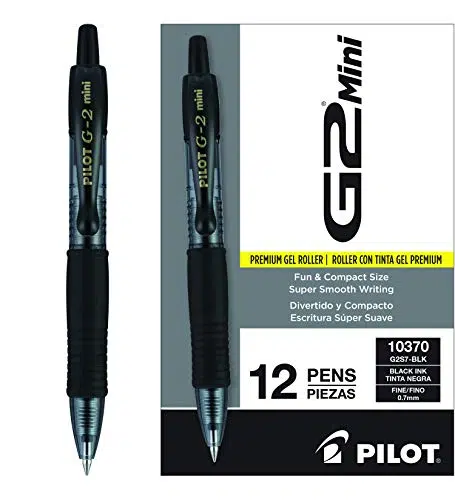 PILOT G-2 mini
PILOT G-2 mini
G2 Mini
®
PREMIUM GEL ROLLER | ROLLER CON TINTA GEL PREMIUM
Fun & Compact Size
Super Smooth Writing
Divertido y Compacto
Escritura Súper Suave
12 PENS
PIEZAS
10370
G2S7-BLK
BLACK INK
TINTA NEGRA
FINE/FINO
0.7mm
PILOT®